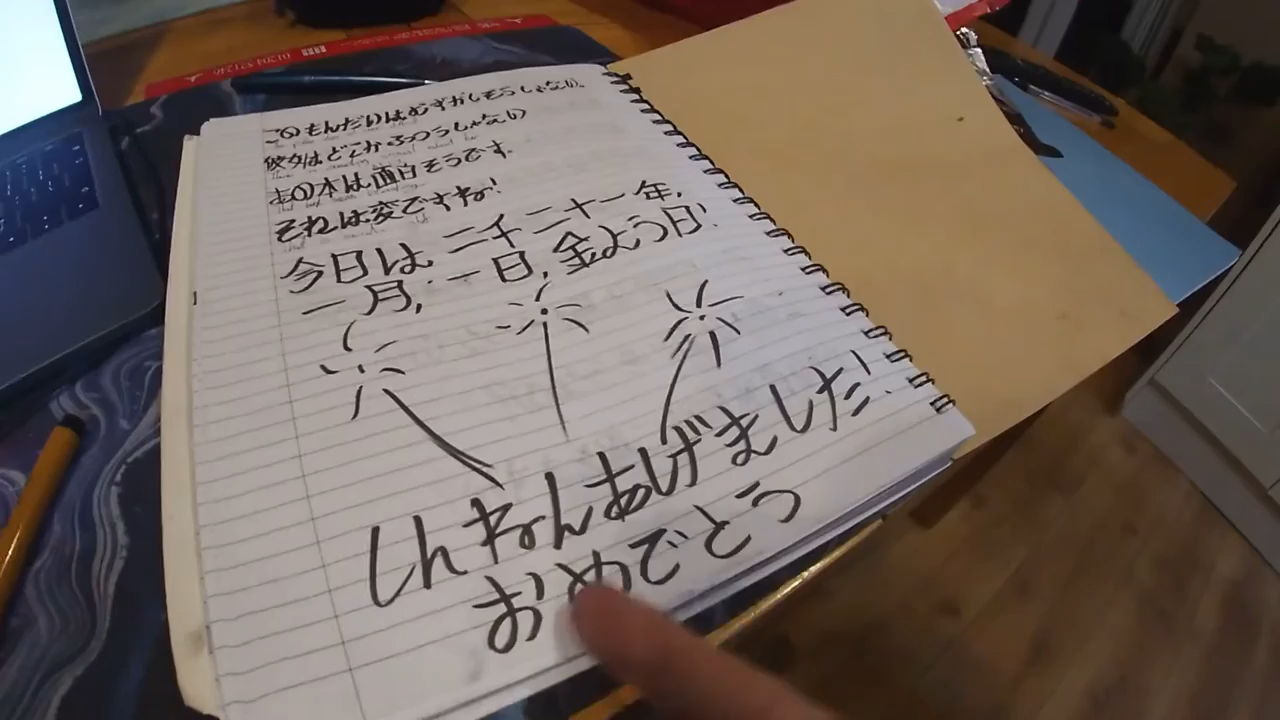 このもんだいはむずかしそうじゃない。
彼女はどこかふつうじゃない
あの本は面白そうです。
それは変ですね!
今日は二千二十一年,
一月, 一日, 金よう日!
しんねんあげました!
おめでとう